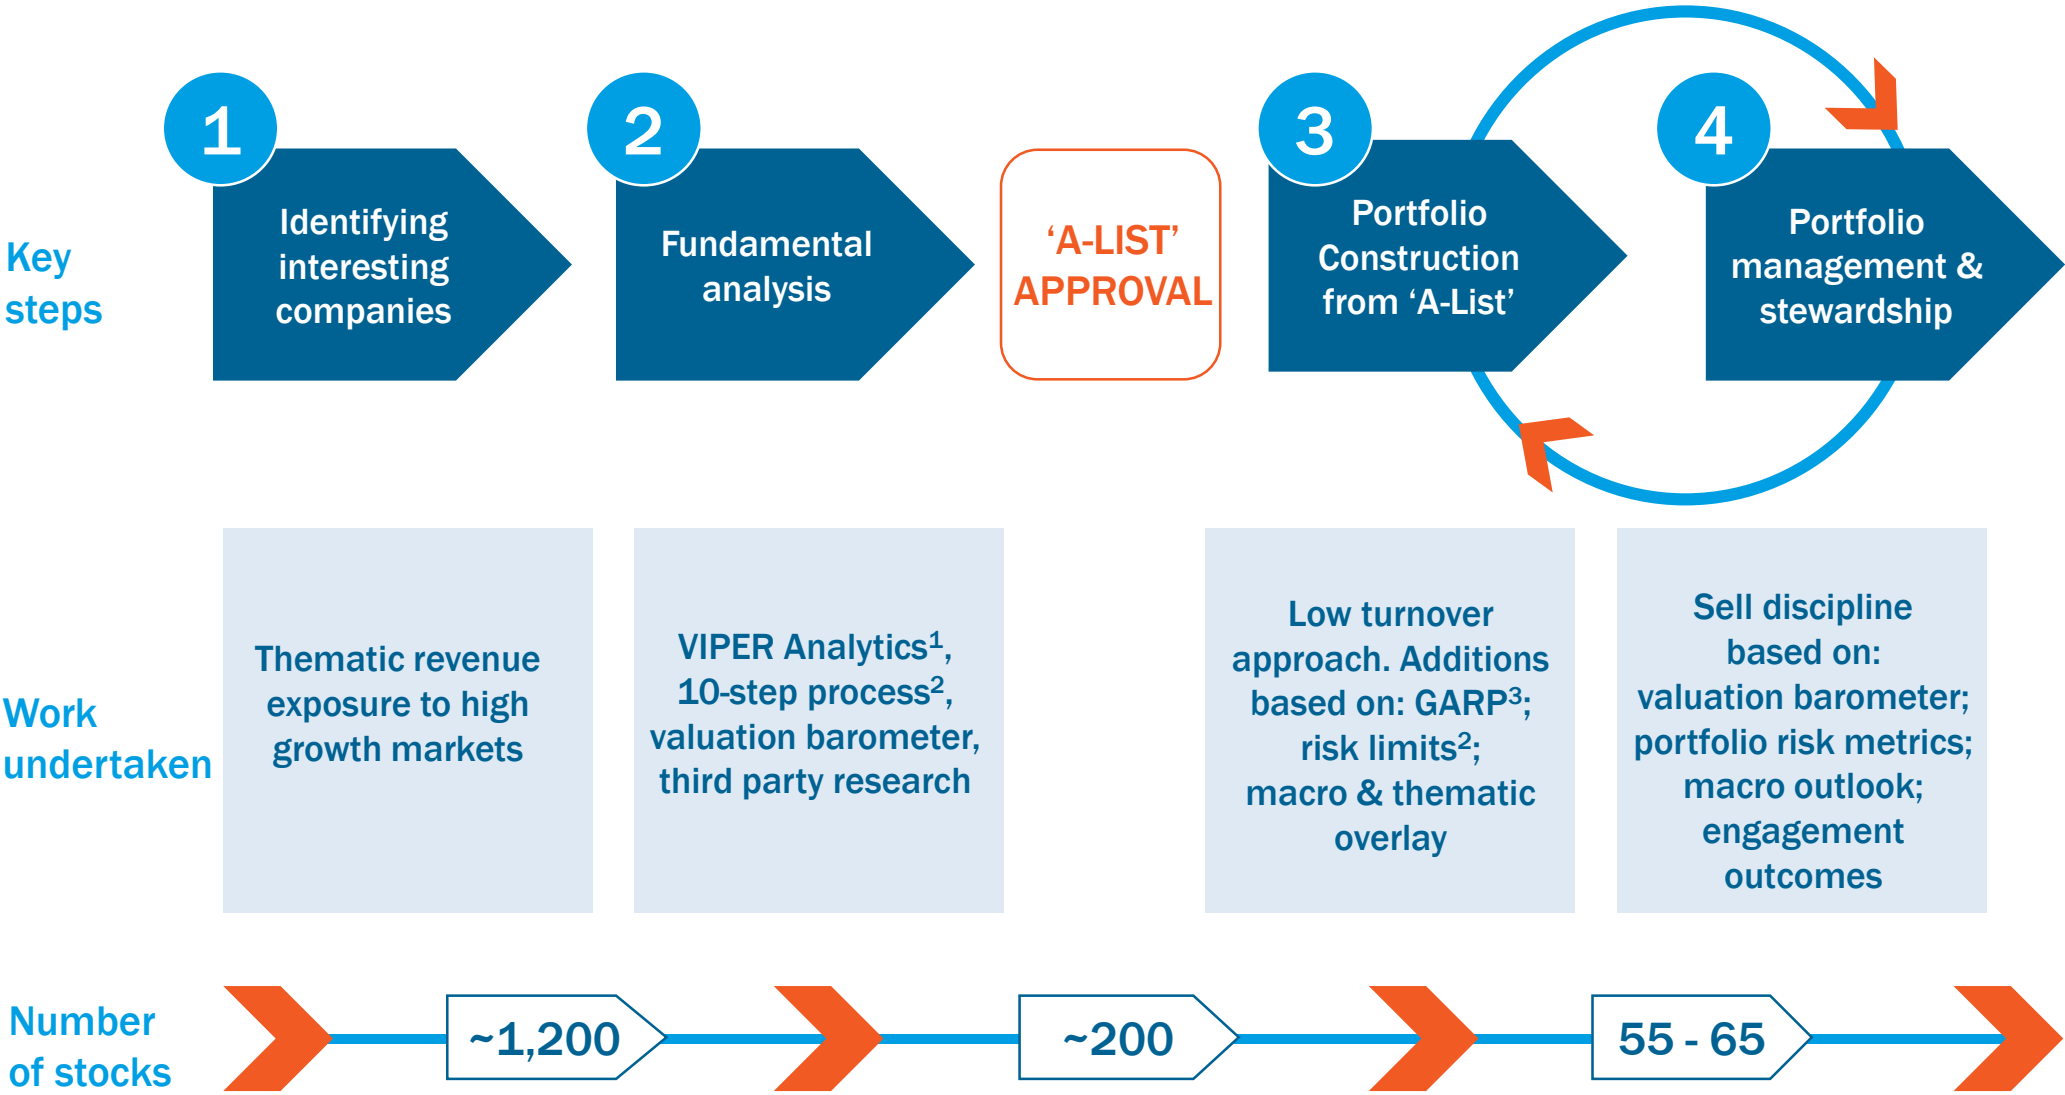 1
2
3
4
Key
steps
Identifying
interesting
companies
Fundamental
analysis
‘A-LIST’
APPROVAL
Portfolio
Construction
from ‘A-List’
Portfolio
management &
stewardship
Work
undertaken
Thematic revenue
exposure to high
growth markets
VIPER Analytics¹,
10-step process²,
valuation barometer,
third party research
Low turnover
approach. Additions
based on: GARP³;
risk limits²;
macro & thematic
overlay
Sell discipline
based on:
valuation barometer;
portfolio risk metrics;
macro outlook;
engagement
outcomes
Number
of stocks
~1,200
~200
55 - 65